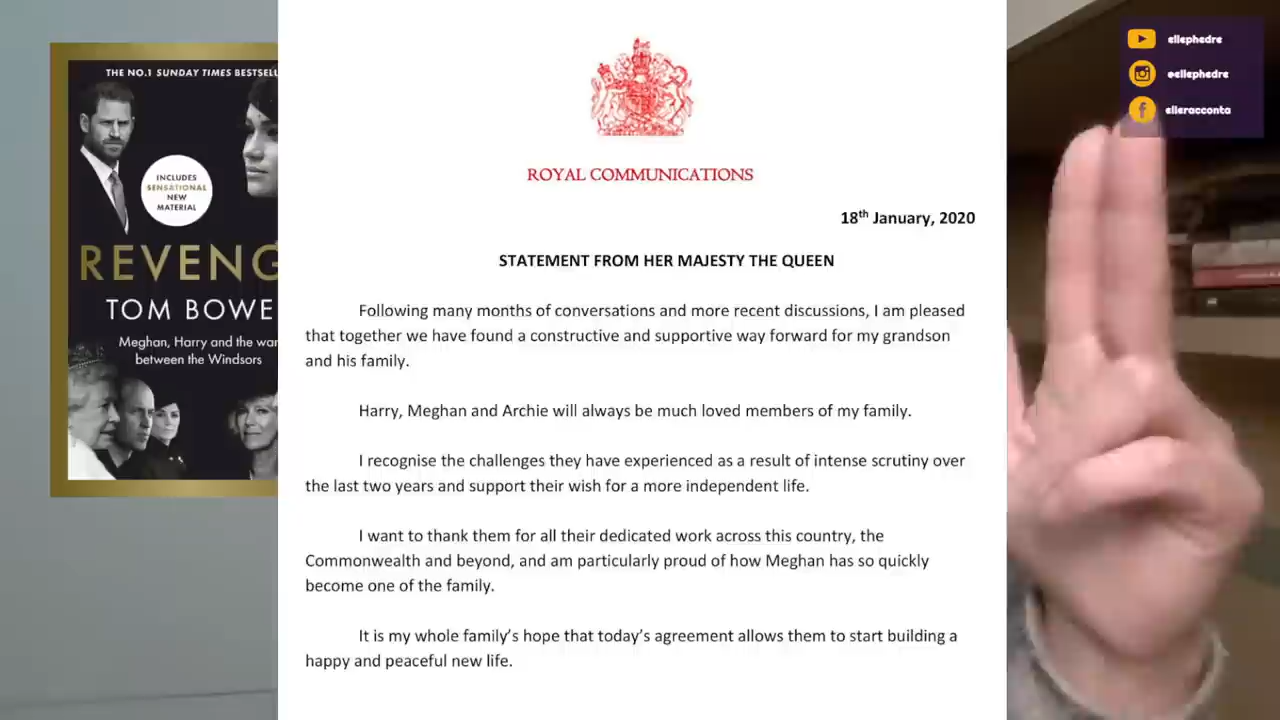 THE NO.1 SUNDAY TIMES
INCLUDES
SENSATIONAL
NEW
MATERIAL
TOM
Meghan, Harry and the war
between the Windsors
ROYAL COMMUNICATIONS
18th January, 2020
STATEMENT FROM HER MAJESTY THE QUEEN
Following many months of conversations and more recent discussions, I am pleased
that together we have found a constructive and supportive way forward for my grandson
and his family.
Harry, Meghan and Archie will always be much loved members of my family.
I recognise the challenges they have experienced as a result of intense scrutiny over
the last two years and support their wish for a more independent life.
I want to thank them for all their dedicated work across this country, the
Commonwealth and beyond, and am particularly proud of how Meghan has so quickly
become one of the family.
It is my whole family's hope that today's agreement allows them to start building a
happy and peaceful new life.
ellephedre
@ellephedre
elleracconta